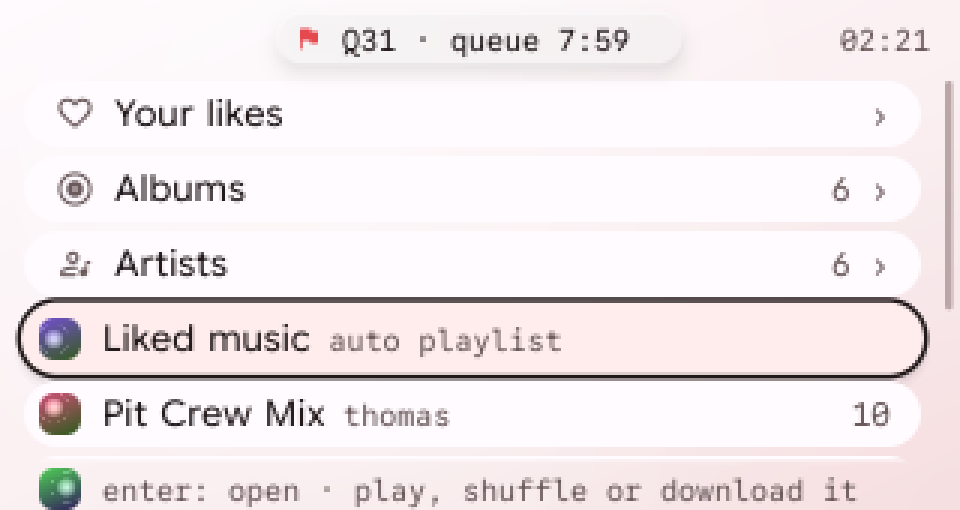 Q31 · queue 7:59
02:21
Your likes ›
Albums 6 ›
Artists 6 ›
Liked music auto playlist
Pit Crew Mix thomas 10
enter: open · play, shuffle or download it